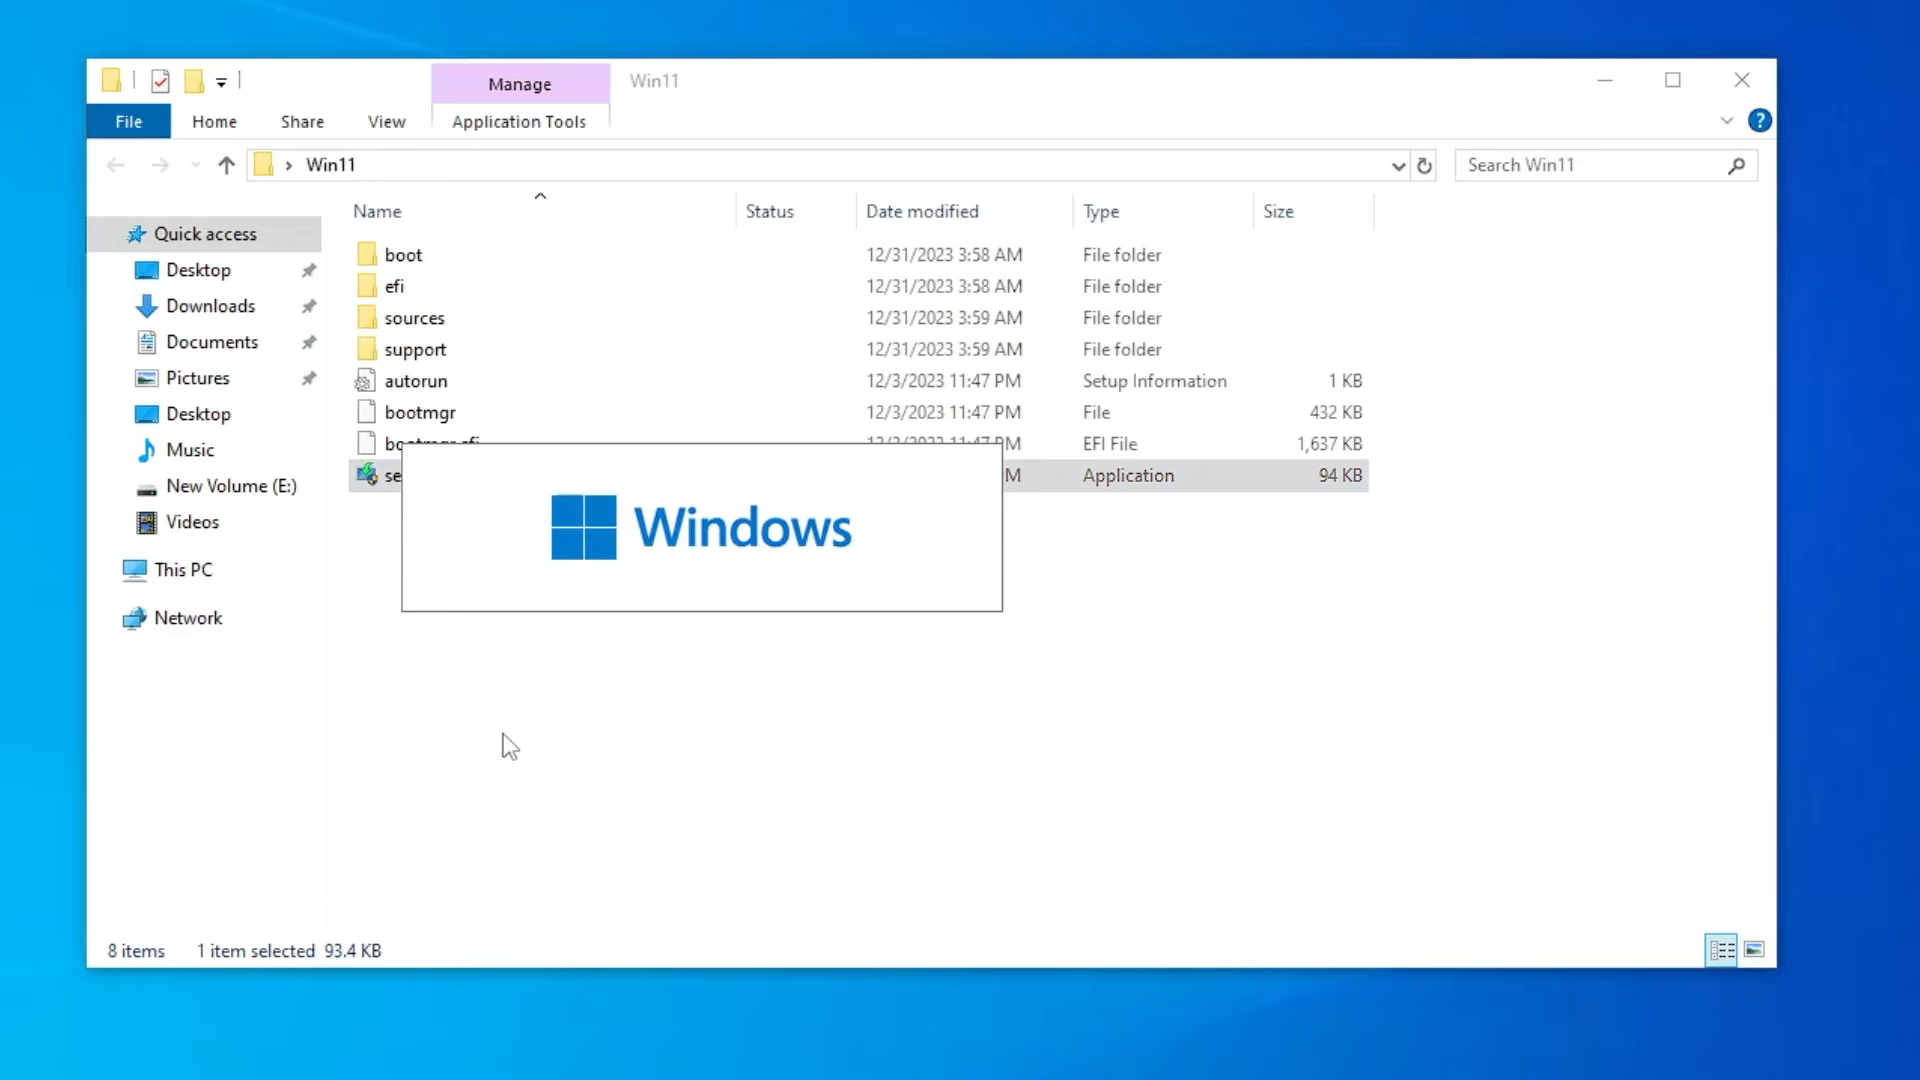 Manage
Win11
File
Home
Share
View
Application Tools
Win11
Search Win11
Name
Status
Date modified
Type
Size
Quick access
Desktop
Downloads
Documents
Pictures
Desktop
Music
New Volume (E:)
Videos
This PC
Network
boot 12/31/2023 3:58 AM File folder
efi 12/31/2023 3:58 AM File folder
sources 12/31/2023 3:59 AM File folder
support 12/31/2023 3:59 AM File folder
autorun 12/3/2023 11:47 PM Setup Information 1 KB
bootmgr 12/3/2023 11:47 PM File 432 KB
bootmgr.efi 12/3/2023 11:47 PM EFI File 1,637 KB
se M Application 94 KB
Windows
8 items 1 item selected 93.4 KB